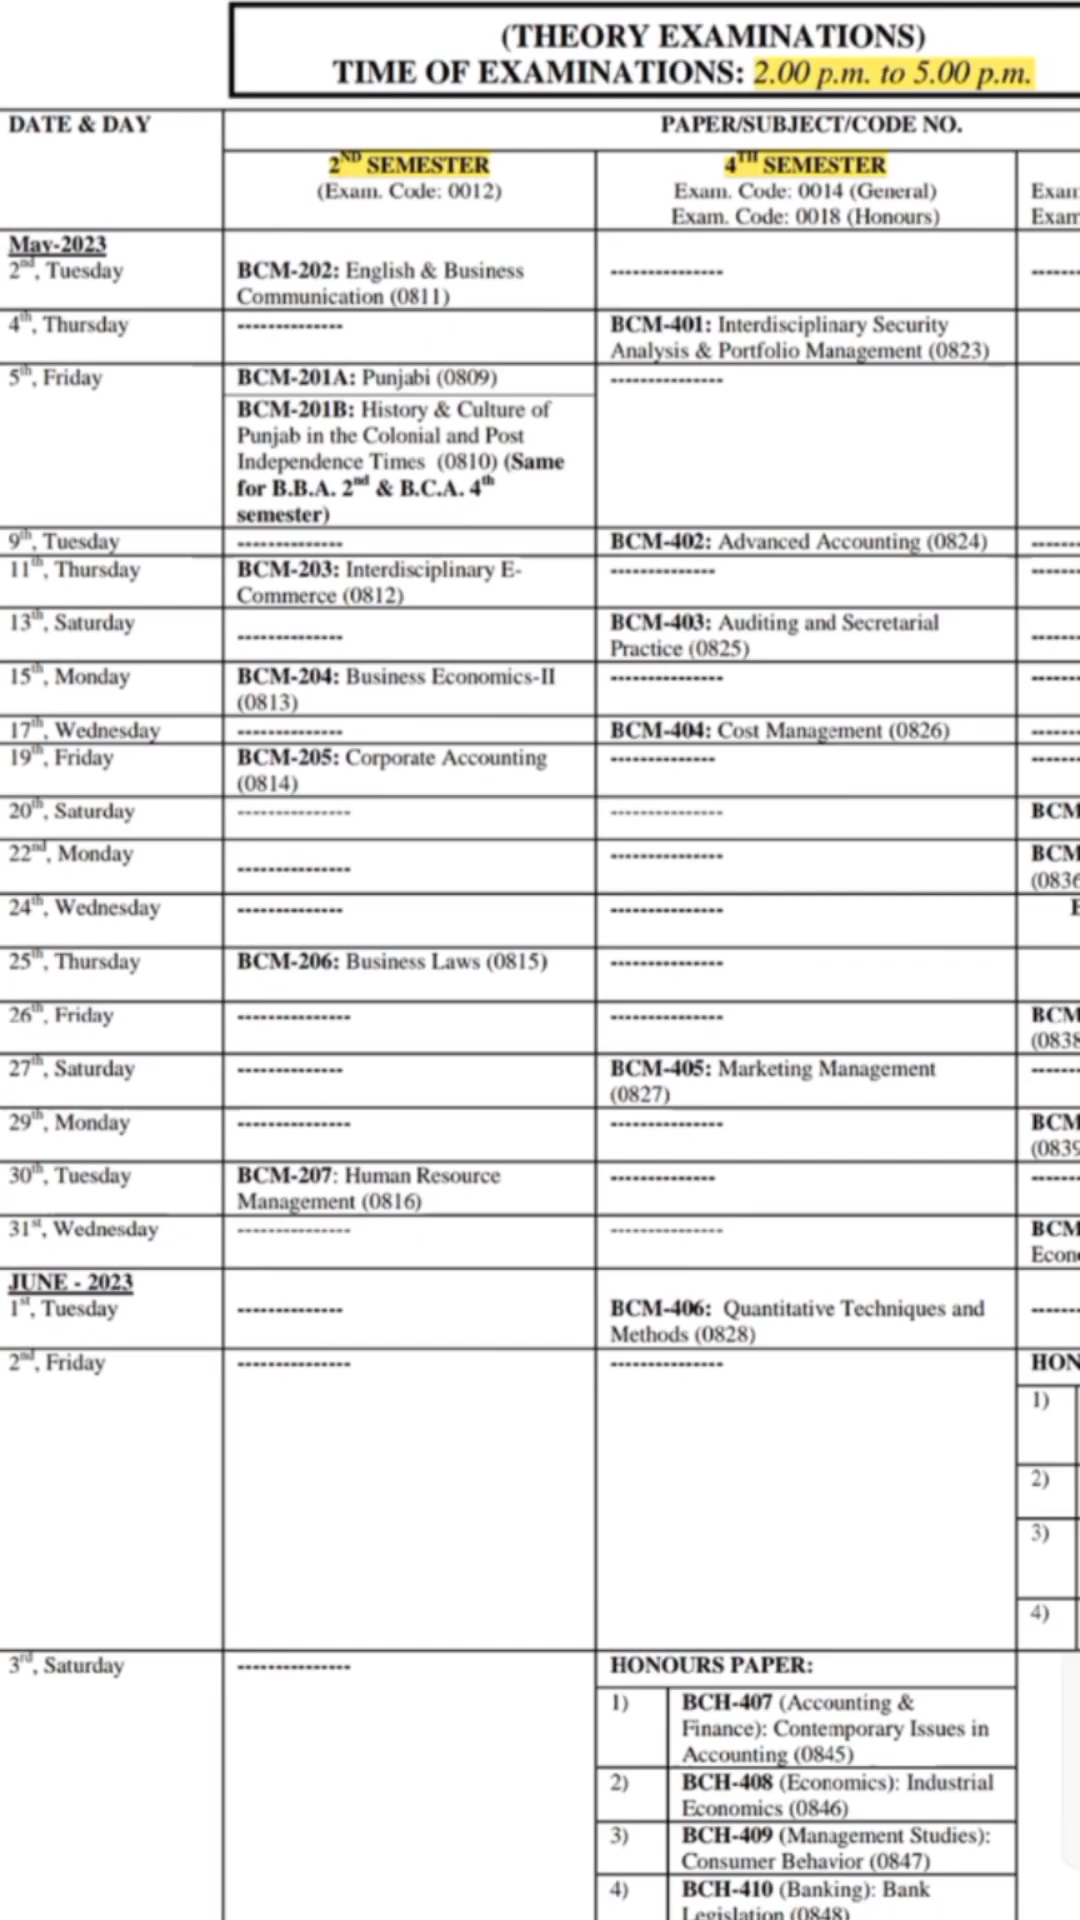 (THEORY EXAMINATIONS)
TIME OF EXAMINATIONS: 2.00 p.m. to 5.00 p.m.
DATE & DAY
PAPER/SUBJECT/CODE NO.
2ND SEMESTER
(Exam. Code: 0012)
4TH SEMESTER
Exam. Code: 0014 (General)
Exam. Code: 0018 (Honours)
Exam
Exam
May-2023
2nd, Tuesday
BCM-202: English & Business
Communication (0811)
---------------
-------
4th, Thursday
--------------
BCM-401: Interdisciplinary Security
Analysis & Portfolio Management (0823)
5th, Friday
BCM-201A: Punjabi (0809)
BCM-201B: History & Culture of
Punjab in the Colonial and Post
Independence Times (0810) (Same
for B.B.A. 2nd & B.C.A. 4th
semester)
---------------
9th, Tuesday
--------------
BCM-402: Advanced Accounting (0824)
-------
11th, Thursday
BCM-203: Interdisciplinary E-
Commerce (0812)
--------------
-------
13th, Saturday
--------------
BCM-403: Auditing and Secretarial
Practice (0825)
-------
15th, Monday
BCM-204: Business Economics-II
(0813)
---------------
-------
17th, Wednesday
--------------
BCM-404: Cost Management (0826)
-------
19th, Friday
BCM-205: Corporate Accounting
(0814)
--------------
-------
20th, Saturday
---------------
---------------
BCM
22nd, Monday
---------------
---------------
BCM
(0836
24th, Wednesday
--------------
---------------
25th, Thursday
BCM-206: Business Laws (0815)
---------------
26th, Friday
---------------
---------------
BCM
(0838
27th, Saturday
--------------
BCM-405: Marketing Management
(0827)
-------
29th, Monday
---------------
---------------
BCM
(0839
30th, Tuesday
BCM-207: Human Resource
Management (0816)
--------------
-------
31st, Wednesday
---------------
---------------
BCM
Econo
JUNE - 2023
1st, Tuesday
--------------
BCM-406: Quantitative Techniques and
Methods (0828)
-------
2nd, Friday
---------------
---------------
HON
1)
2)
3)
4)
3rd, Saturday
---------------
HONOURS PAPER:
1) BCH-407 (Accounting &
Finance): Contemporary Issues in
Accounting (0845)
2) BCH-408 (Economics): Industrial
Economics (0846)
3) BCH-409 (Management Studies):
Consumer Behavior (0847)
4) BCH-410 (Banking): Bank
Legislation (0848)